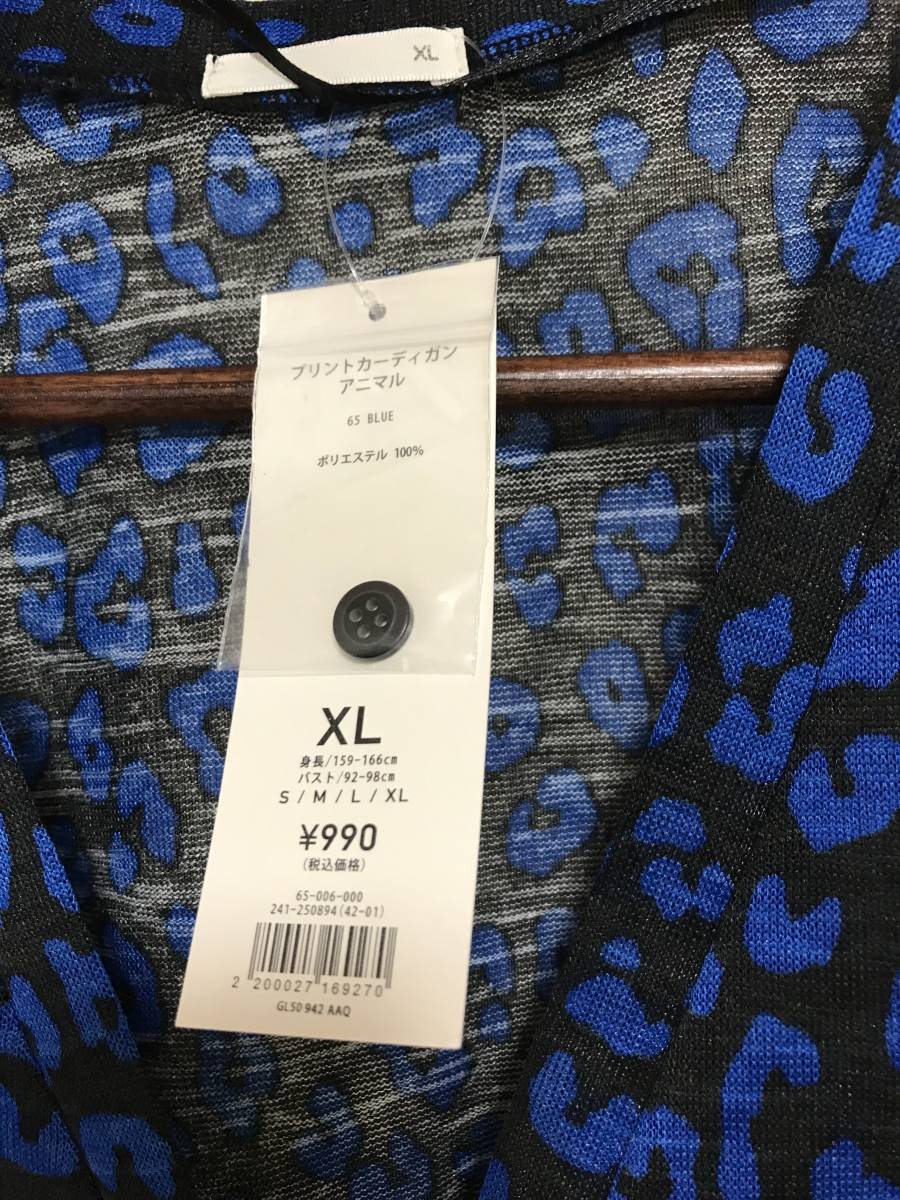 XL
プリントカーディガン
アニマル
65 BLUE
ポリエステル 100%
XL
身長/159-166cm
バスト/92-98cm
S / M / L / XL
¥990
(税込価格)
65-006-000
241-250894(42-01)
2 200027 169270
GL50 942 AAQ